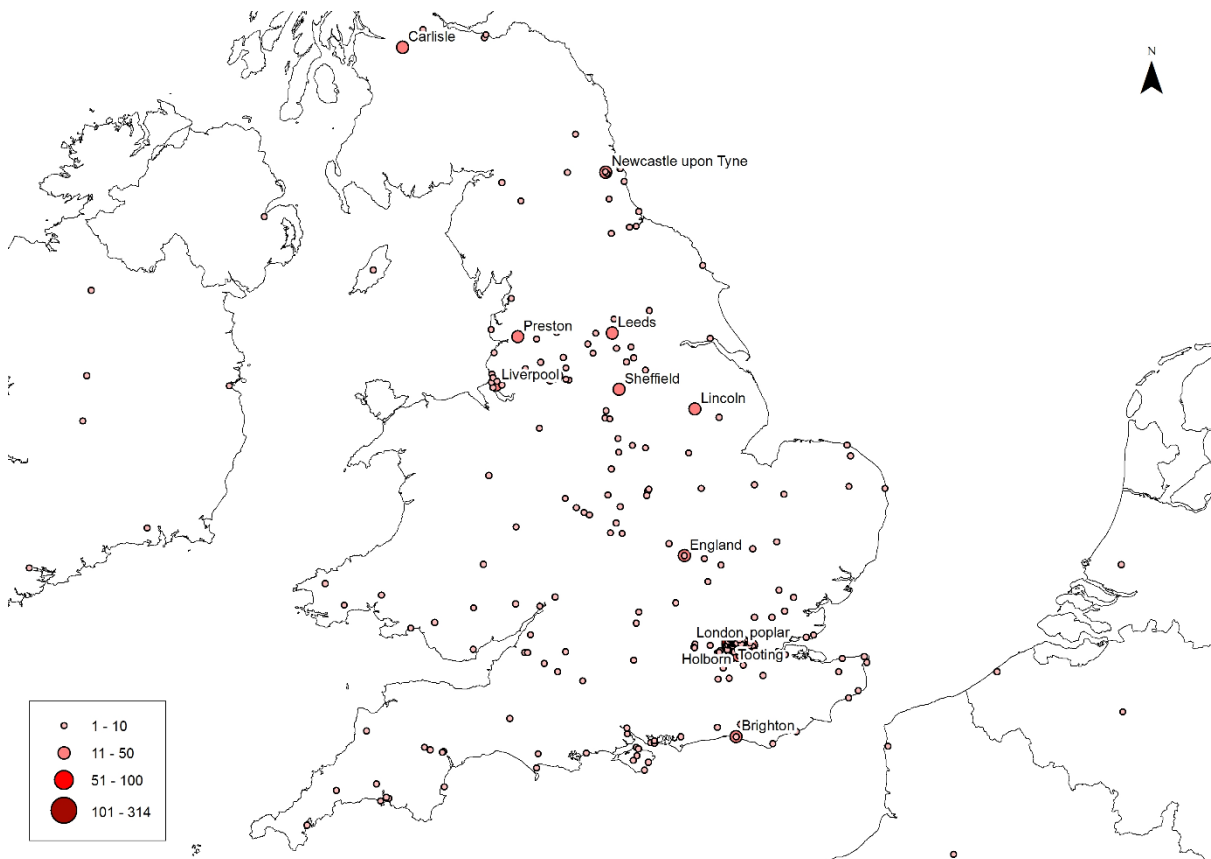 Carlisle
N
Newcastle upon Tyne
Preston
Leeds
Liverpool
Sheffield
Lincoln
England
London, poplar
Holborn
Tooting
Brighton
1 - 10
11 - 50
51 - 100
101 - 314